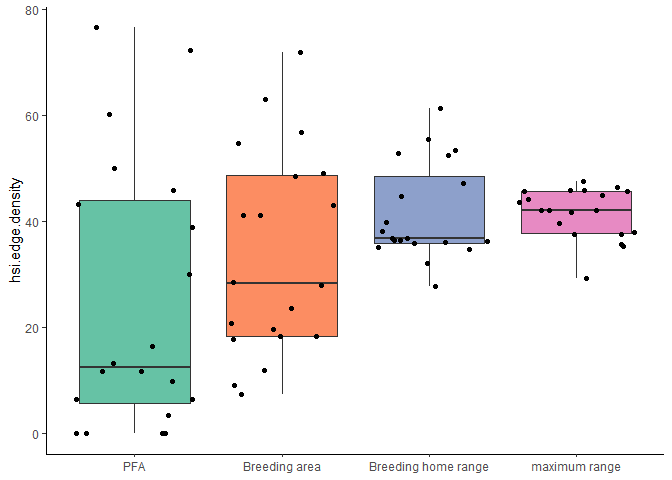 80
60
40
20
0
hsi.edge.density
PFA
Breeding area
Breeding home range
maximum range